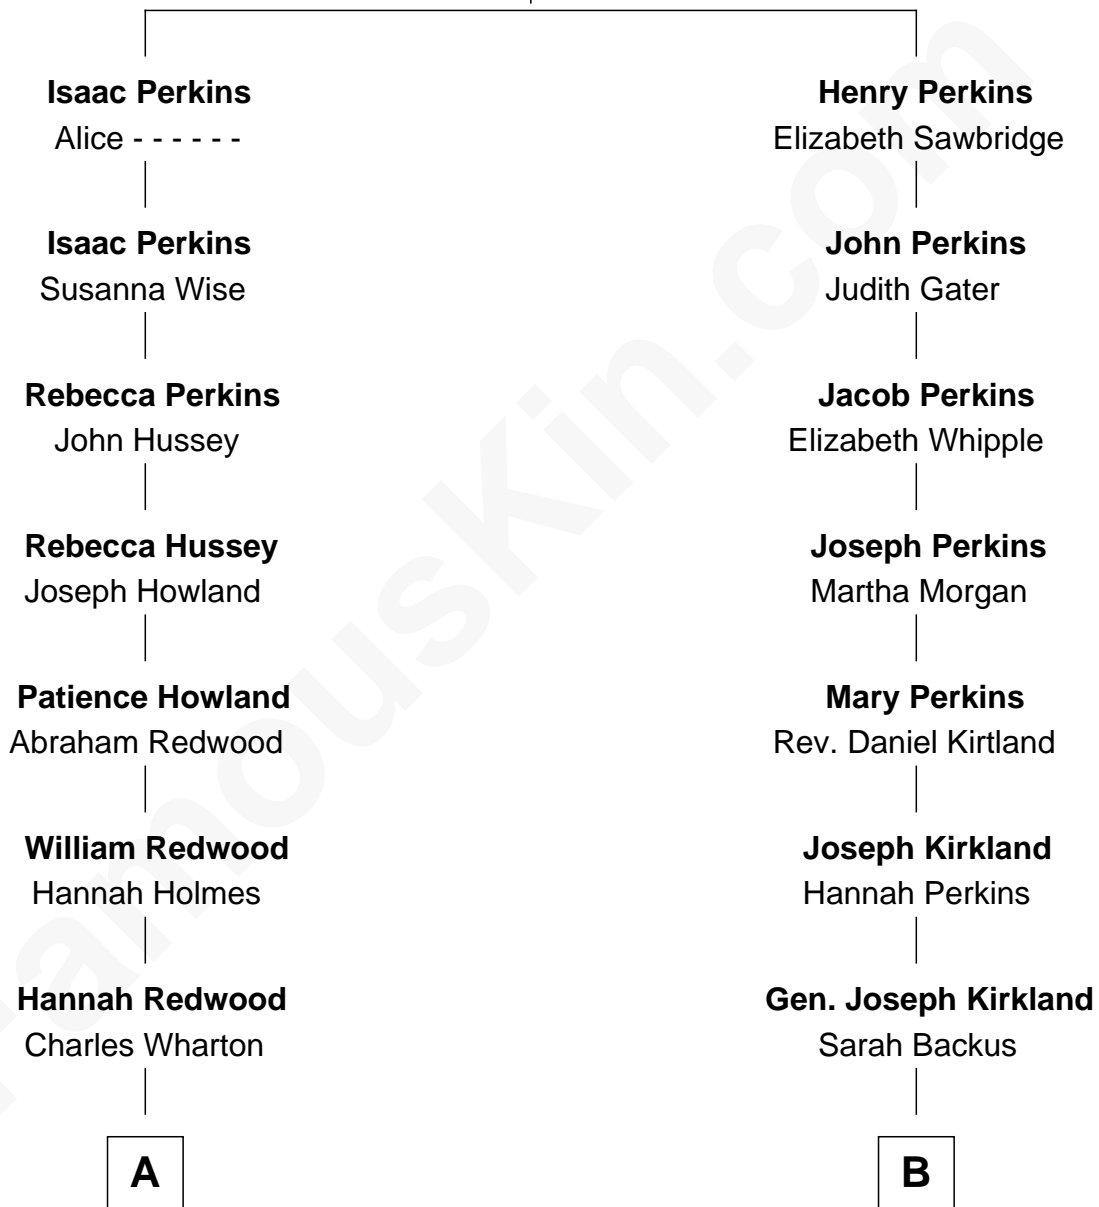 Isaac Perkins
Alice - - - - - -
Isaac Perkins
Susanna Wise
Rebecca Perkins
John Hussey
Rebecca Hussey
Joseph Howland
Patience Howland
Abraham Redwood
William Redwood
Hannah Holmes
Hannah Redwood
Charles Wharton
A
Henry Perkins
Elizabeth Sawbridge
John Perkins
Judith Gater
Jacob Perkins
Elizabeth Whipple
Joseph Perkins
Martha Morgan
Mary Perkins
Rev. Daniel Kirtland
Joseph Kirkland
Hannah Perkins
Gen. Joseph Kirkland
Sarah Backus
B
FamousKin.com